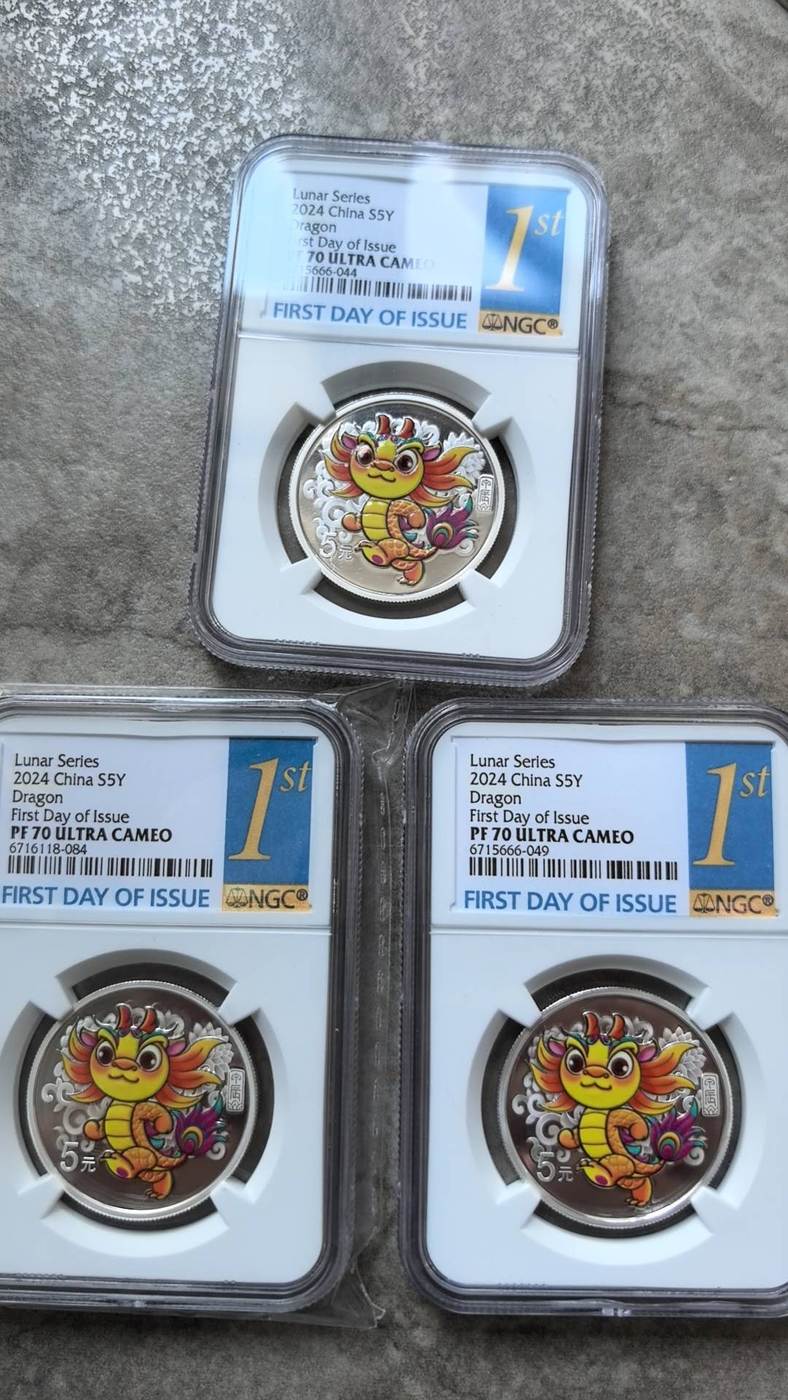 Lunar Series
2024 China S5Y
Dragon
First Day of Issue
70 ULTRA CAMEO
5666-044
FIRST DAY OF ISSUE
1st
NGC®
5元
Lunar Series
2024 China S5Y
Dragon
First Day of Issue
PF 70 ULTRA CAMEO
6716118-084
FIRST DAY OF ISSUE
1st
NGC®
5元
Lunar Series
2024 China S5Y
Dragon
First Day of Issue
PF 70 ULTRA CAMEO
6715666-049
FIRST DAY OF ISSUE
1st
NGC®
5元